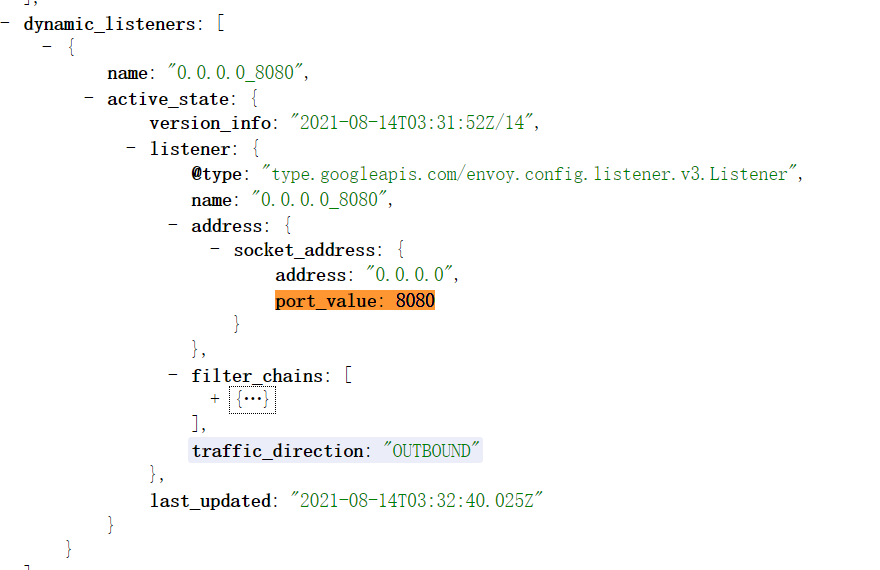 ],
- dynamic_listeners: [
- {
name: "0.0.0.0_8080",
- active_state: {
version_info: "2021-08-14T03:31:52Z/14",
- listener: {
@type: "type.googleapis.com/envoy.config.listener.v3.Listener",
name: "0.0.0.0_8080",
- address: {
- socket_address: {
address: "0.0.0.0",
port_value: 8080
}
},
- filter_chains: [
+ {…}
],
traffic_direction: "OUTBOUND"
},
last_updated: "2021-08-14T03:32:40.025Z"
}
}